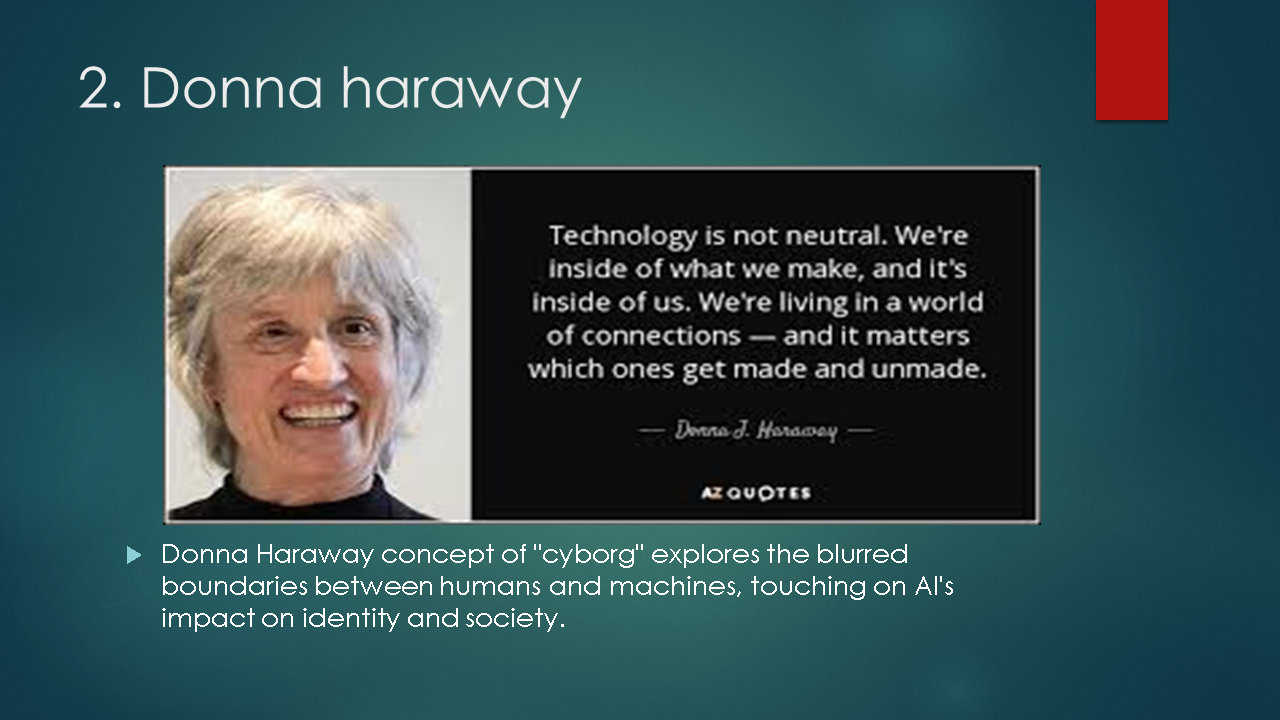 2. Donna haraway
Technology is not neutral. We're
inside of what we make, and it's
inside of us. We're living in a world
of connections — and it matters
which ones get made and unmade.
— Donna J. Haraway —
AZ QUOTES
Donna Haraway concept of "cyborg" explores the blurred
boundaries between humans and machines, touching on AI's
impact on identity and society.